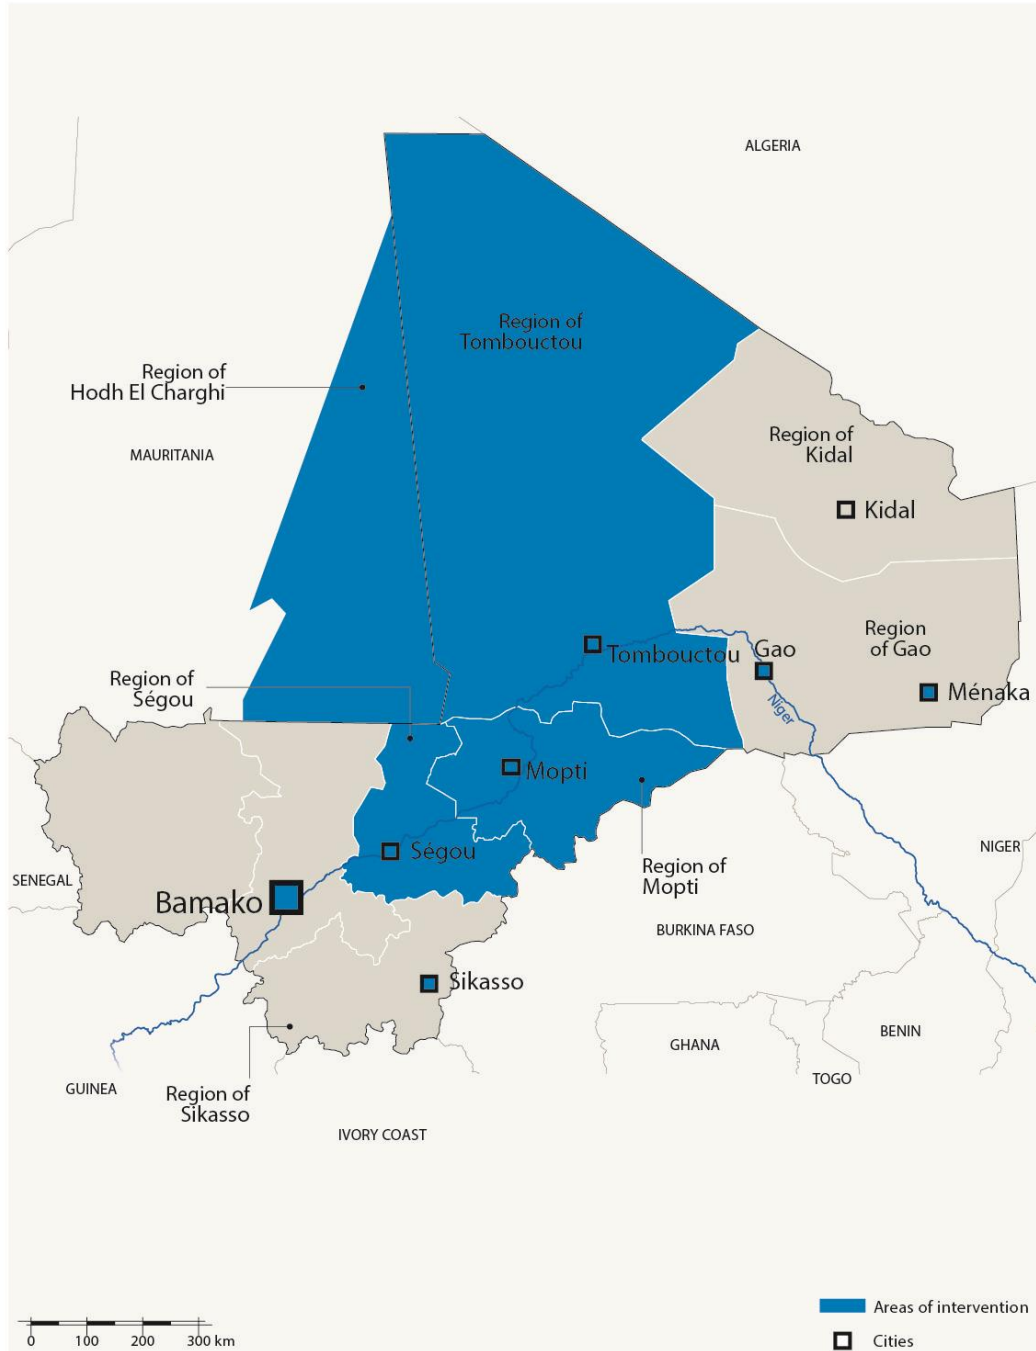 ALGERIA
Region of
Tombouctou
Region of
Hodh El Charghi
MAURITANIA
Region of
Kidal
Kidal
Region
of Gao
Tombouctou
Gao
Ménaka
Niger
Region of
Ségou
Mopti
Ségou
Region of
Mopti
NIGER
SENEGAL
Bamako
BURKINA FASO
Sikasso
GHANA
BENIN
TOGO
GUINEA
Region of
Sikasso
IVORY COAST
Areas of intervention
Cities
0 100 200 300 km